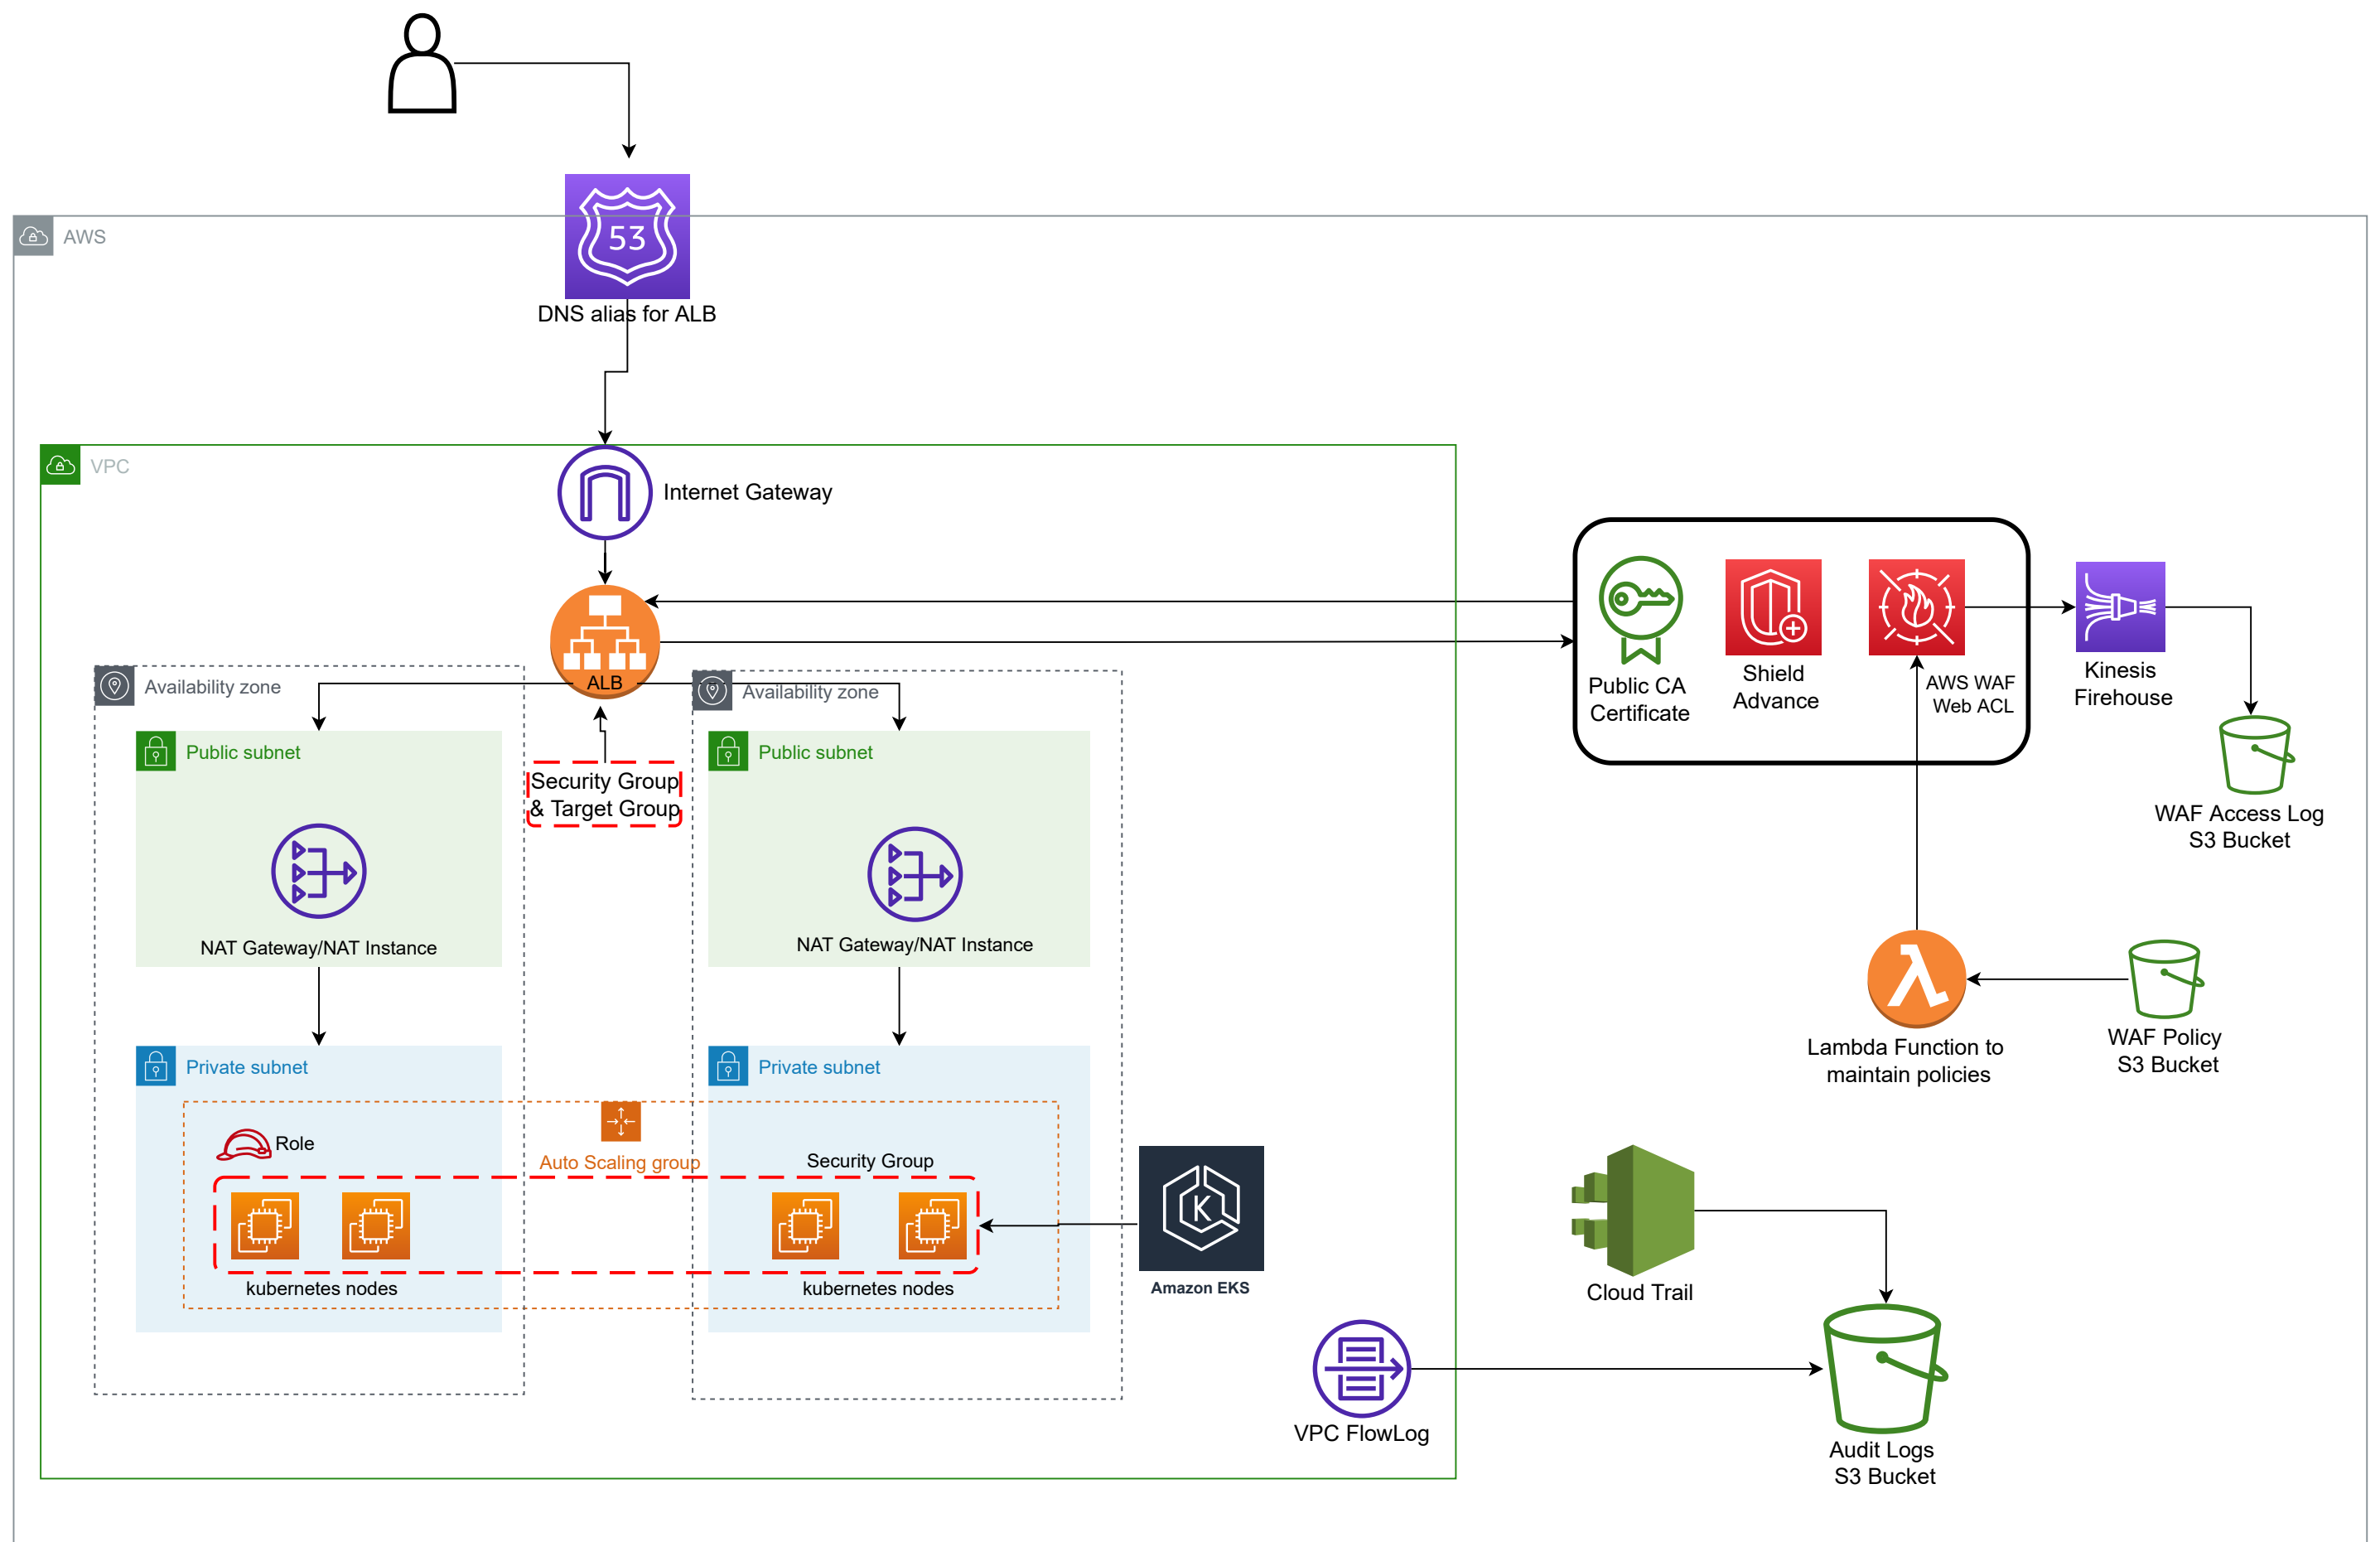 53
DNS alias for ALB
AWS
VPC
Internet Gateway
ALB
Availability zone
Availability zone
Public subnet
Public subnet
Security Group
& Target Group
NAT Gateway/NAT Instance
NAT Gateway/NAT Instance
Private subnet
Private subnet
Role
Auto Scaling group
Security Group
kubernetes nodes
kubernetes nodes
K
Amazon EKS
VPC FlowLog
Public CA
Certificate
Shield
Advance
AWS WAF
Web ACL
Kinesis
Firehouse
WAF Access Log
S3 Bucket
Lambda Function to
maintain policies
WAF Policy
S3 Bucket
Cloud Trail
Audit Logs
S3 Bucket